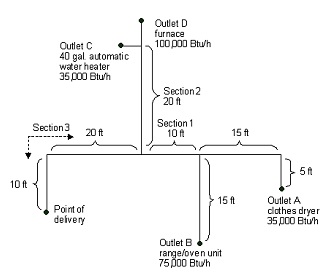 Outlet D
furnace
100,000 Btu/h
Outlet C
40 gal. automatic
water heater
35,000 Btu/h
Section 2
20 ft
Section 3
20 ft
Section 1
10 ft
15 ft
10 ft
Point of
delivery
15 ft
5 ft
Outlet A
clothes dryer
35,000 Btu/h
Outlet B
range/oven unit
75,000 Btu/h